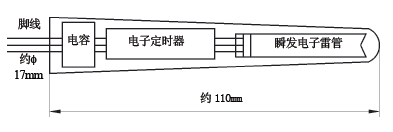 脚线
电容
电子定时器
瞬发电子雷管
约ϕ
17mm
约 110mm